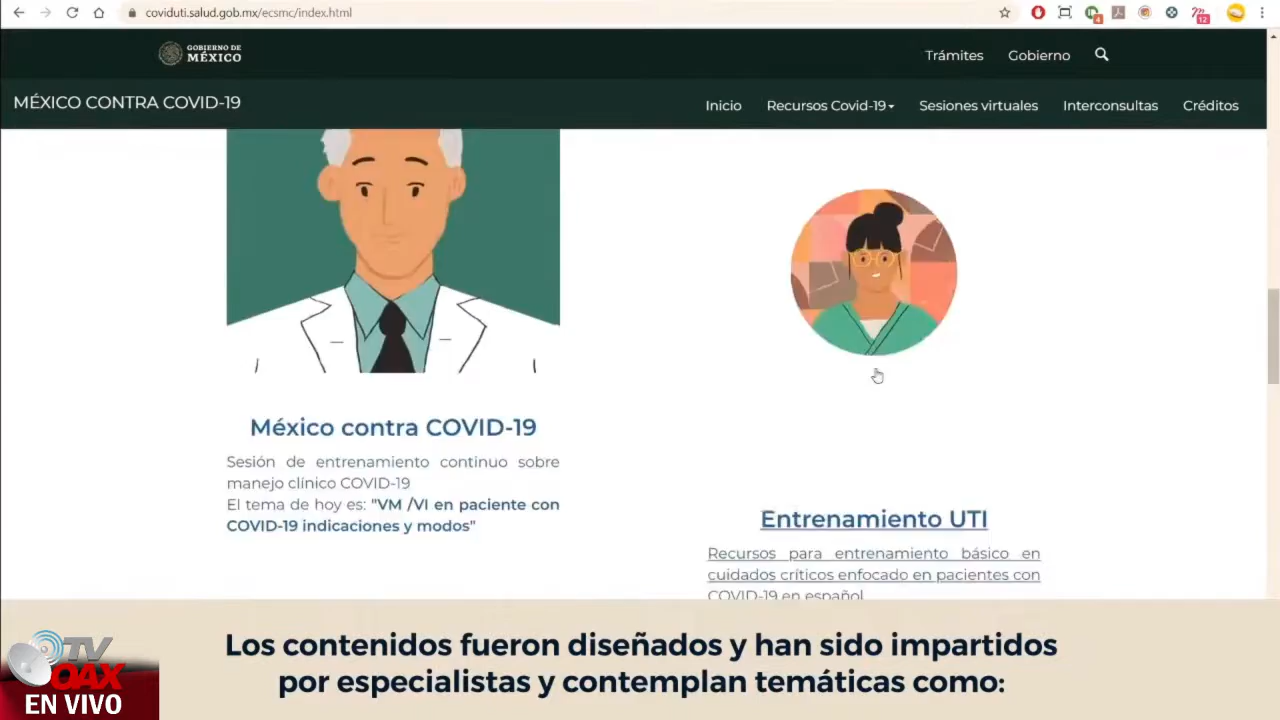 coviduti.salud.gob.mx/ecsmc/index.html
4
12
GOBIERNO DE
MÉXICO
Trámites Gobierno
MÉXICO CONTRA COVID-19
Inicio Recursos Covid-19 Sesiones virtuales Interconsultas Créditos
México contra COVID-19
Sesión de entrenamiento continuo sobre
manejo clínico COVID-19
El tema de hoy es: "VM /VI en paciente con
COVID-19 indicaciones y modos"
Entrenamiento UTI
Recursos para entrenamiento básico en
cuidados críticos enfocado en pacientes con
COVID-19 en español
Los contenidos fueron diseñados y han sido impartidos
por especialistas y contemplan temáticas como:
TV
OAX
EN VIVO